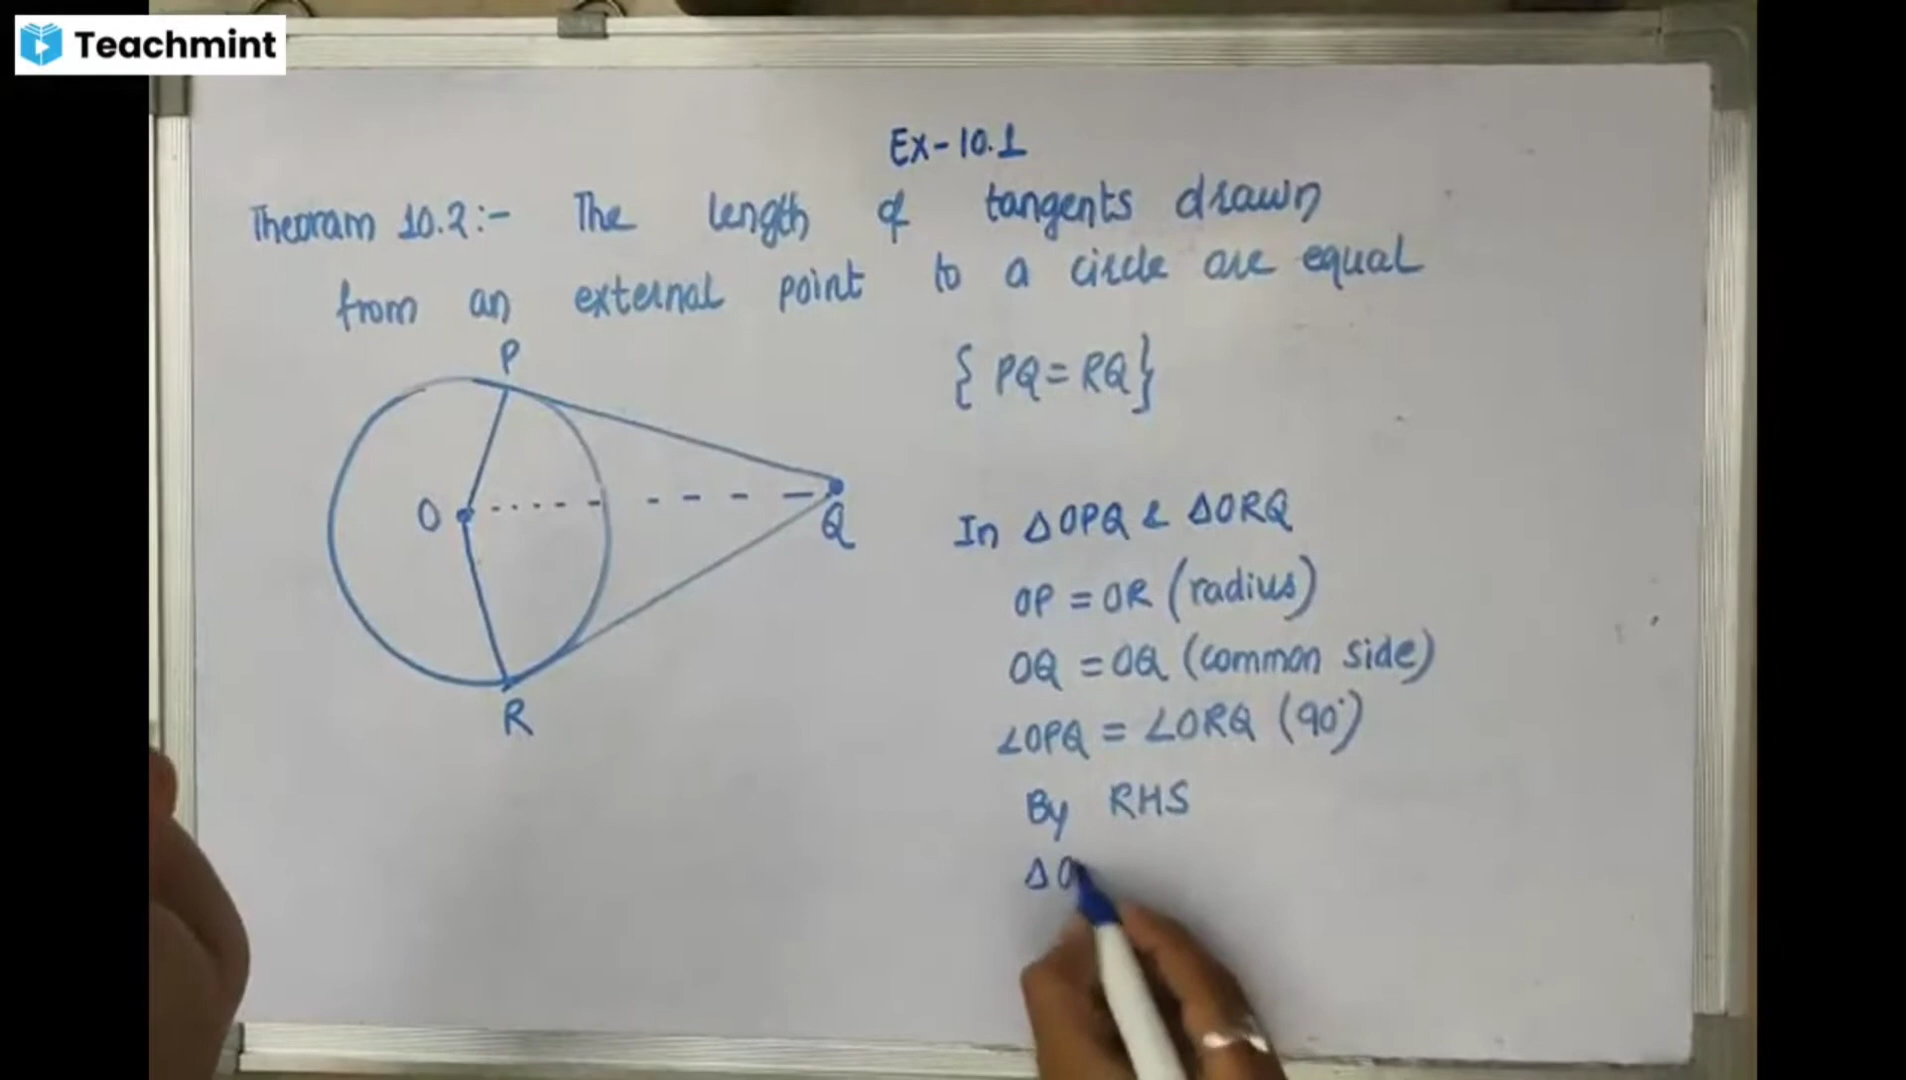 Teachmint
Ex-10.1
Theoram 10.2:- The length of tangents drawn
from an external point to a circle are equal
P
{ PQ = RQ}
O
Q
R
In ΔOPQ & ΔORQ
OP = OR (radius)
OQ = OQ (common side)
∠OPQ = ∠ORQ (90°)
By RHS
Δ O